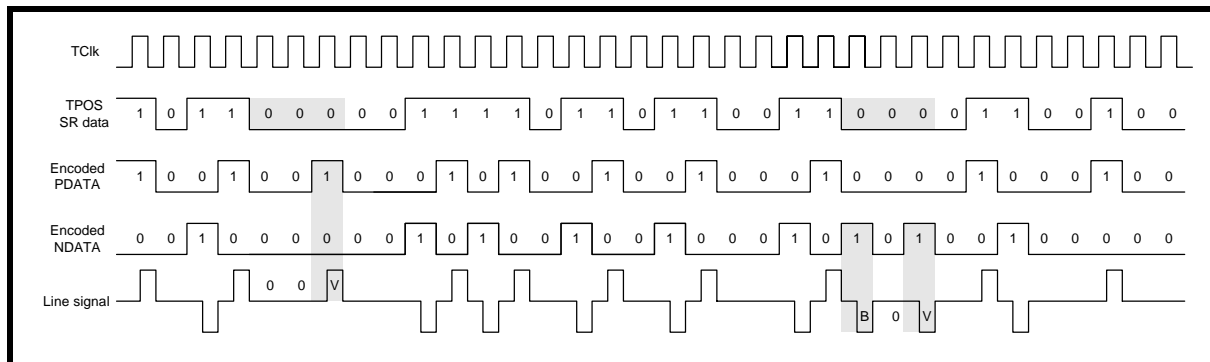 TClk
TPOS
SR data
1 0 1 1 0 0 0 0 0 1 1 1 1 0 1 1 0 1 1 0 0 1 1 0 0 0 0 1 1 0 0 1 0 0
Encoded
PDATA
1 0 0 1 0 0 1 0 0 0 1 0 1 0 0 1 0 0 1 0 0 0 1 0 0 0 0 1 0 0 0 1 0 0
Encoded
NDATA
0 0 1 0 0 0 0 0 0 1 0 1 0 0 1 0 0 1 0 0 0 1 0 1 0 1 0 0 1 0 0 0 0 0
Line signal
0 0 V
B 0 V